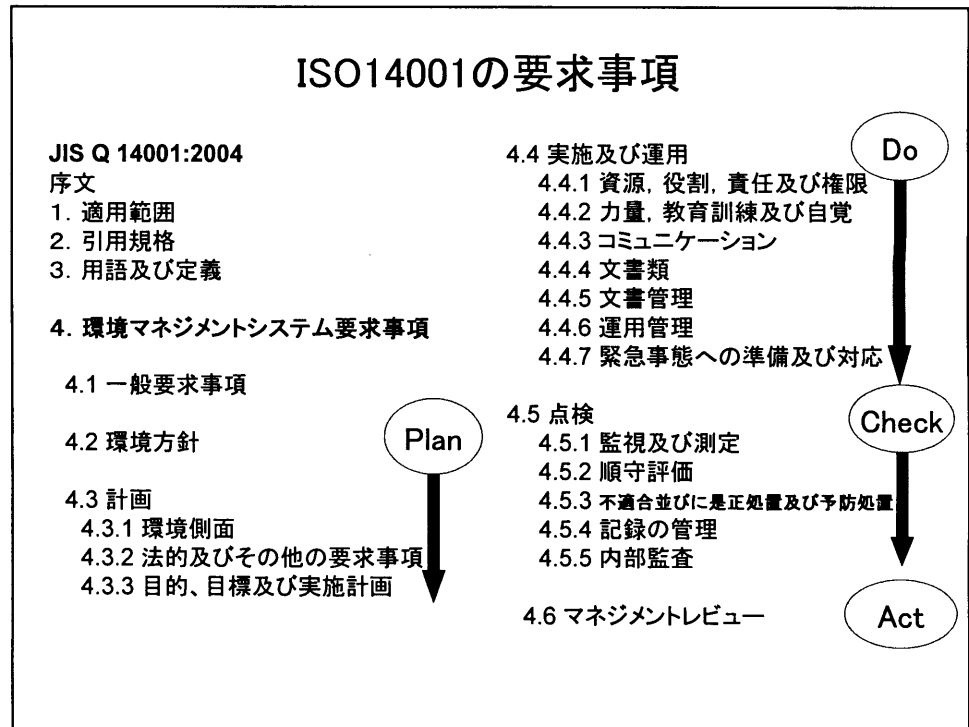 ISO14001の要求事項
JIS Q 14001:2004
序文
1. 適用範囲
2. 引用規格
3. 用語及び定義
4. 環境マネジメントシステム要求事項
4.1 一般要求事項
4.2 環境方針
Plan
4.3 計画
4.3.1 環境側面
4.3.2 法的及びその他の要求事項
4.3.3 目的、目標及び実施計画
4.4 実施及び運用
Do
4.4.1 資源, 役割, 責任及び権限
4.4.2 力量, 教育訓練及び自覚
4.4.3 コミュニケーション
4.4.4 文書類
4.4.5 文書管理
4.4.6 運用管理
4.4.7 緊急事態への準備及び対応
4.5 点検
Check
4.5.1 監視及び測定
4.5.2 順守評価
4.5.3 不適合並びに是正処置及び予防処置
4.5.4 記録の管理
4.5.5 内部監査
4.6 マネジメントレビュー
Act